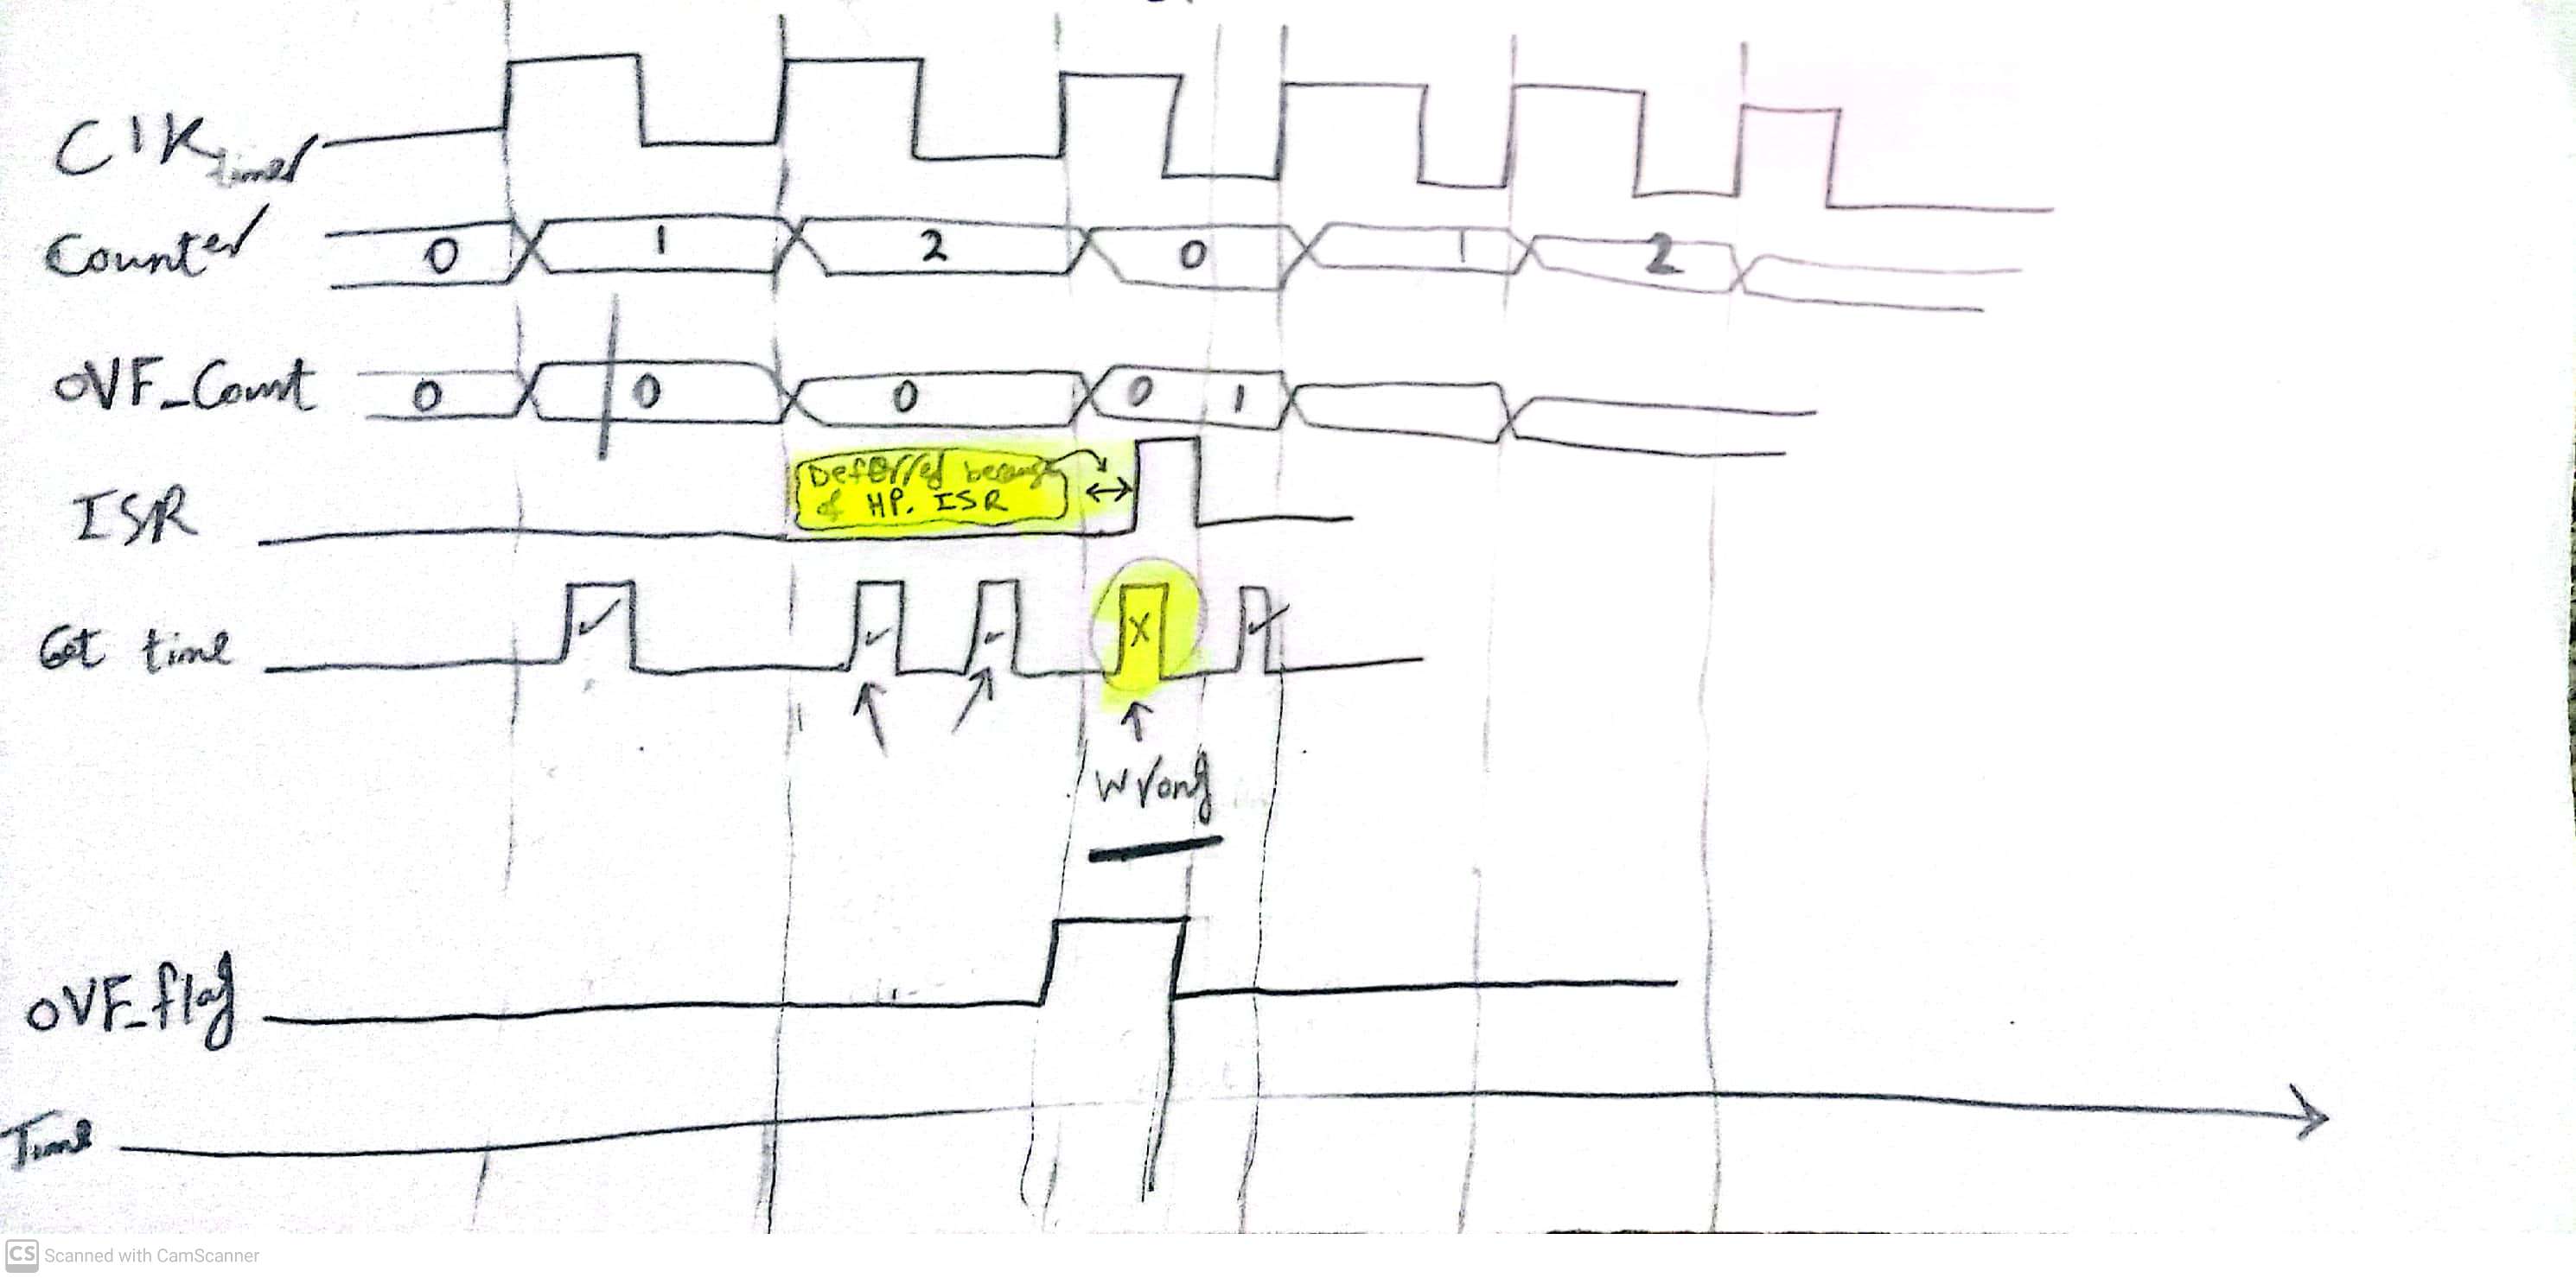 ClK timer
Counter 0 1 2 0 1 2
OVF_Count 0 0 0 0 1
Deferred because
of HP. ISR
ISR
Get time ✓ ✓ ✓ X ✓
Wrong
OVF_flag
Time
CS Scanned with CamScanner